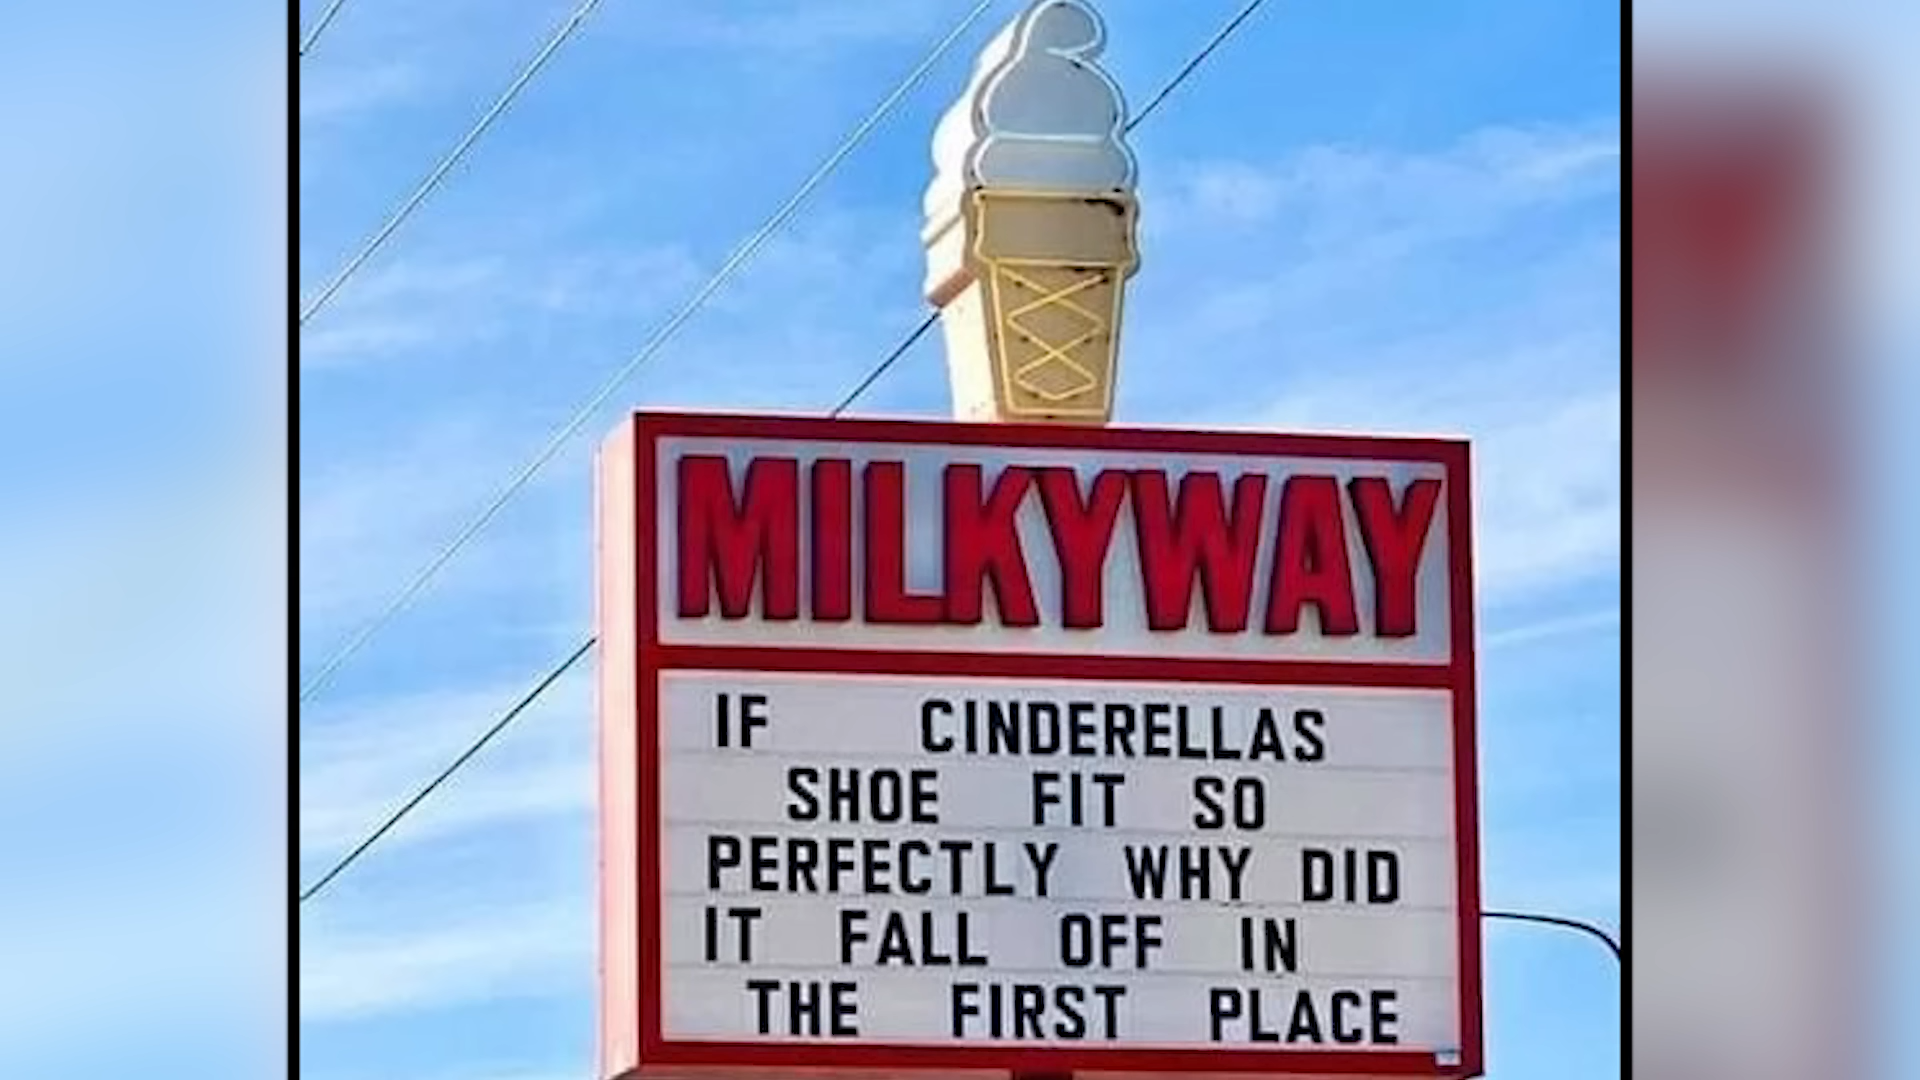 MILKYWAY
IF CINDERELLAS
SHOE FIT SO
PERFECTLY WHY DID
IT FALL OFF IN
THE FIRST PLACE